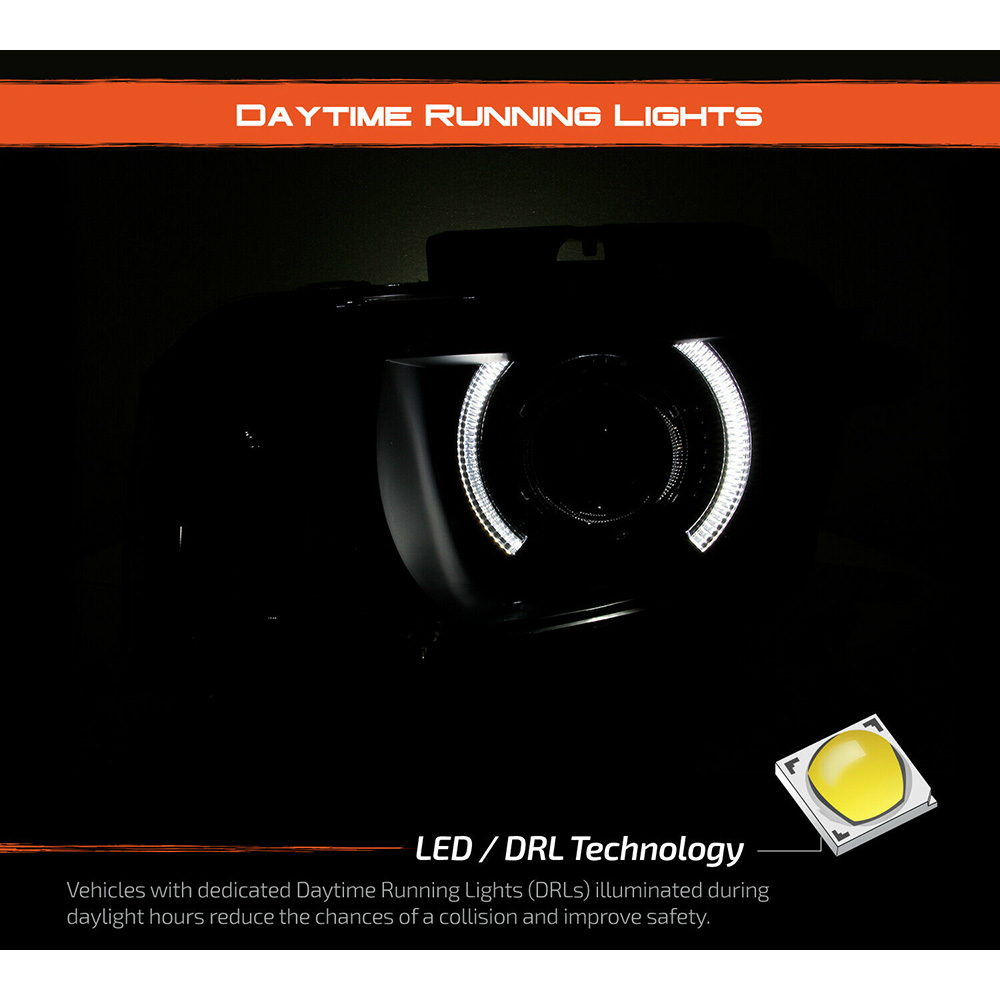 DAYTIME RUNNING LIGHTS
LED / DRL Technology
Vehicles with dedicated Daytime Running Lights (DRLs) illuminated during
daylight hours reduce the chances of a collision and improve safety.